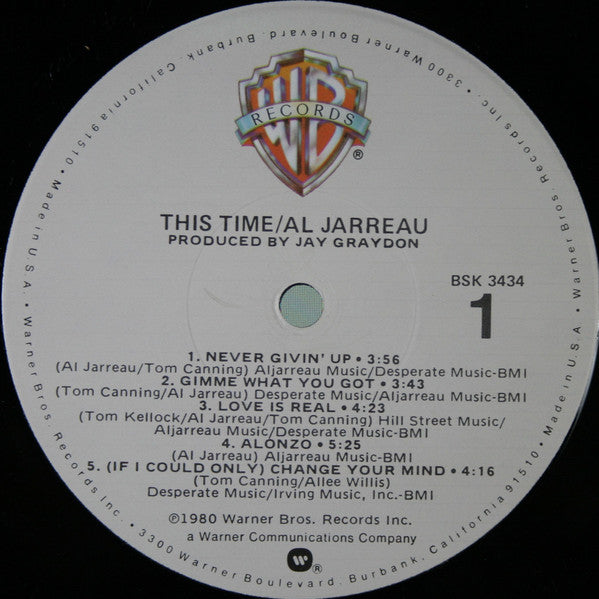 Warner Bros. Records Inc. • 3300 Warner Boulevard, Burbank, California 91510 • Made in U.S.A. • Warner Bros. Records Inc. • 3300 Warner Boulevard, Burbank, California 91510 • Made in U.S.A. •
WB
RECORDS
®
THIS TIME/AL JARREAU
PRODUCED BY JAY GRAYDON
BSK 3434
1
1. NEVER GIVIN' UP • 3:56
(Al Jarreau/Tom Canning) Aljarreau Music/Desperate Music-BMI
2. GIMME WHAT YOU GOT • 3:43
(Tom Canning/Al Jarreau) Desperate Music/Aljarreau Music-BMI
3. LOVE IS REAL • 4:23
(Tom Kellock/Al Jarreau/Tom Canning) Hill Street Music/
Aljarreau Music/Desperate Music-BMI
4. ALONZO • 5:25
(Al Jarreau) Aljarreau Music-BMI
5. (IF I COULD ONLY) CHANGE YOUR MIND • 4:16
(Tom Canning/Allee Willis)
Desperate Music/Irving Music, Inc.-BMI
℗1980 Warner Bros. Records Inc.
a Warner Communications Company
®